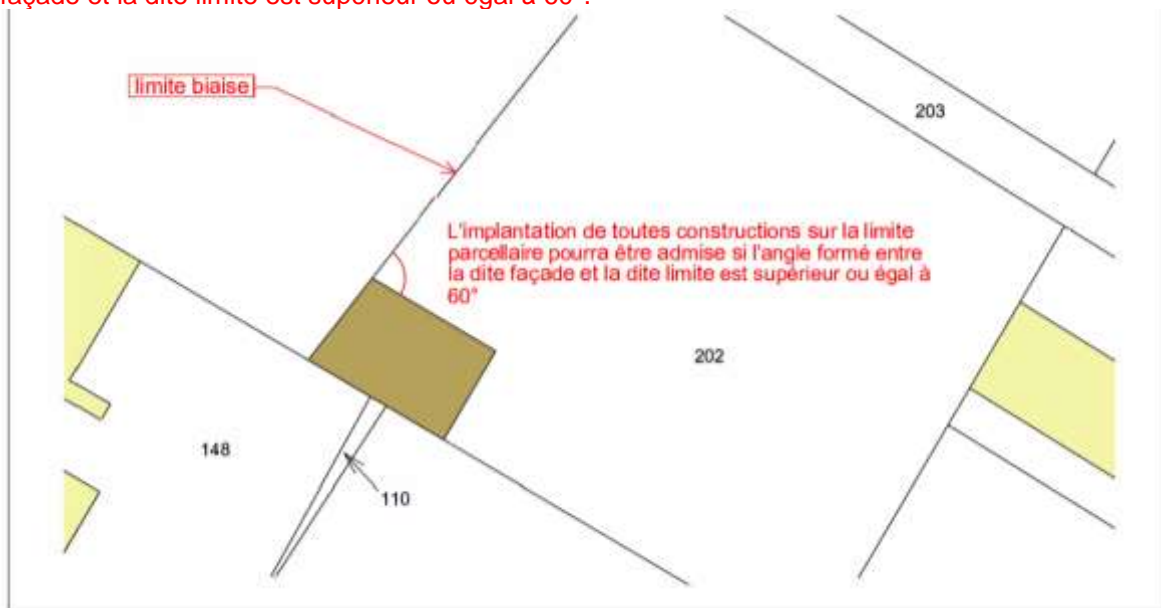 façade et la dite limite est supérieur ou égal à 60°.
limite biaise
203
L'implantation de toutes constructions sur la limite
parcellaire pourra être admise si l'angle formé entre
la dite façade et la dite limite est supérieur ou égal à
60°
202
148
110